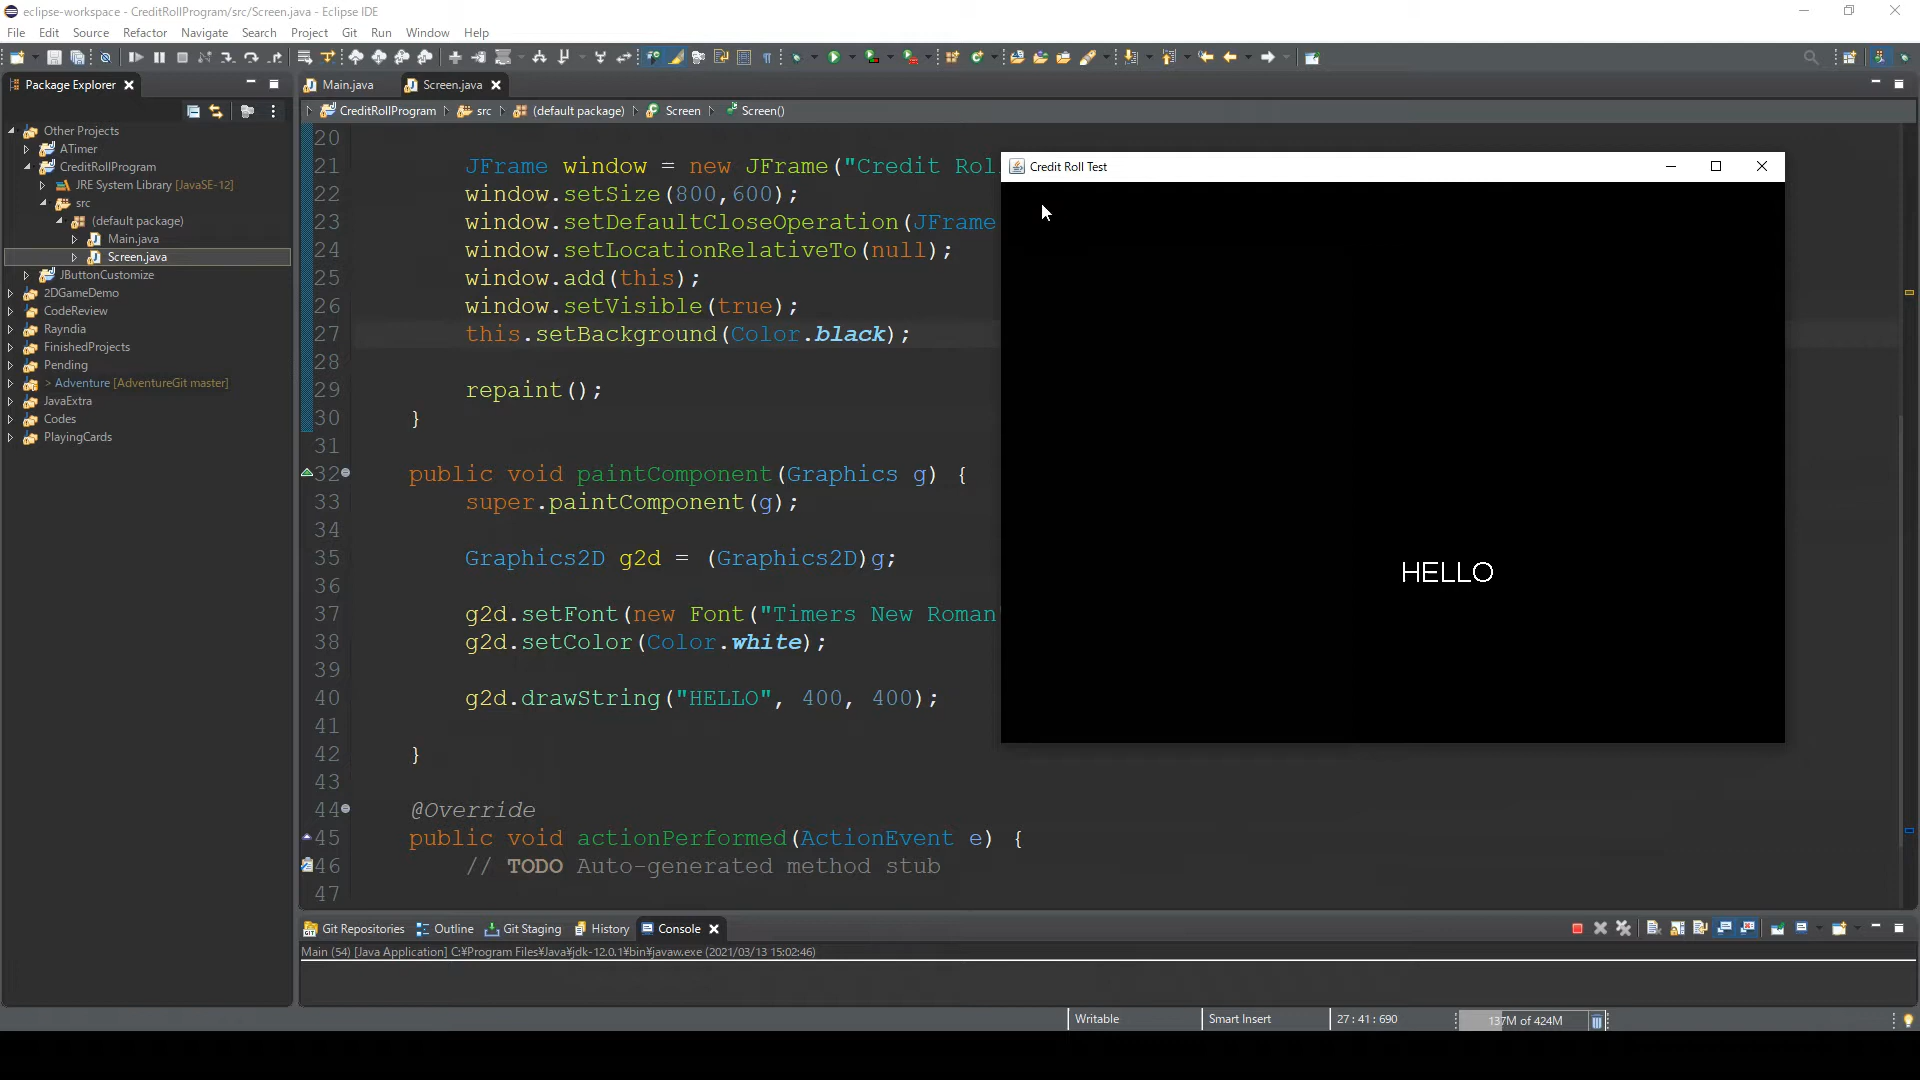 eclipse-workspace - CreditRollProgram/src/Screen.java - Eclipse IDE
File Edit Source Refactor Navigate Search Project Git Run Window Help
Package Explorer
Main.java
Screen.java
CreditRollProgram
src
(default package)
Screen
Screen()
Other Projects
ATimer
CreditRollProgram
JRE System Library [JavaSE-12]
src
(default package)
Main.java
Screen.java
JButtonCustomize
2DGameDemo
CodeReview
Rayndia
FinishedProjects
Pending
> Adventure [AdventureGit master]
JavaExtra
Codes
PlayingCards
20
21 JFrame window = new JFrame("Credit Rol
22 window.setSize(800,600);
23 window.setDefaultCloseOperation(JFrame
24 window.setLocationRelativeTo(null);
25 window.add(this);
26 window.setVisible(true);
27 this.setBackground(Color.black);
28
29 repaint();
30 }
31
32 public void paintComponent(Graphics g) {
33 super.paintComponent(g);
34
35 Graphics2D g2d = (Graphics2D)g;
36
37 g2d.setFont(new Font("Timers New Roman"
38 g2d.setColor(Color.white);
39
40 g2d.drawString("HELLO", 400, 400);
41
42 }
43
44 @Override
45 public void actionPerformed(ActionEvent e) {
46 // TODO Auto-generated method stub
47
Credit Roll Test
HELLO
Git Repositories
Outline
Git Staging
History
Console
Main (54) [Java Application] C:¥Program Files¥Java¥jdk-12.0.1¥bin¥javaw.exe (2021/03/13 15:02:46)
Writable
Smart Insert
27 : 41 : 690
137M of 424M